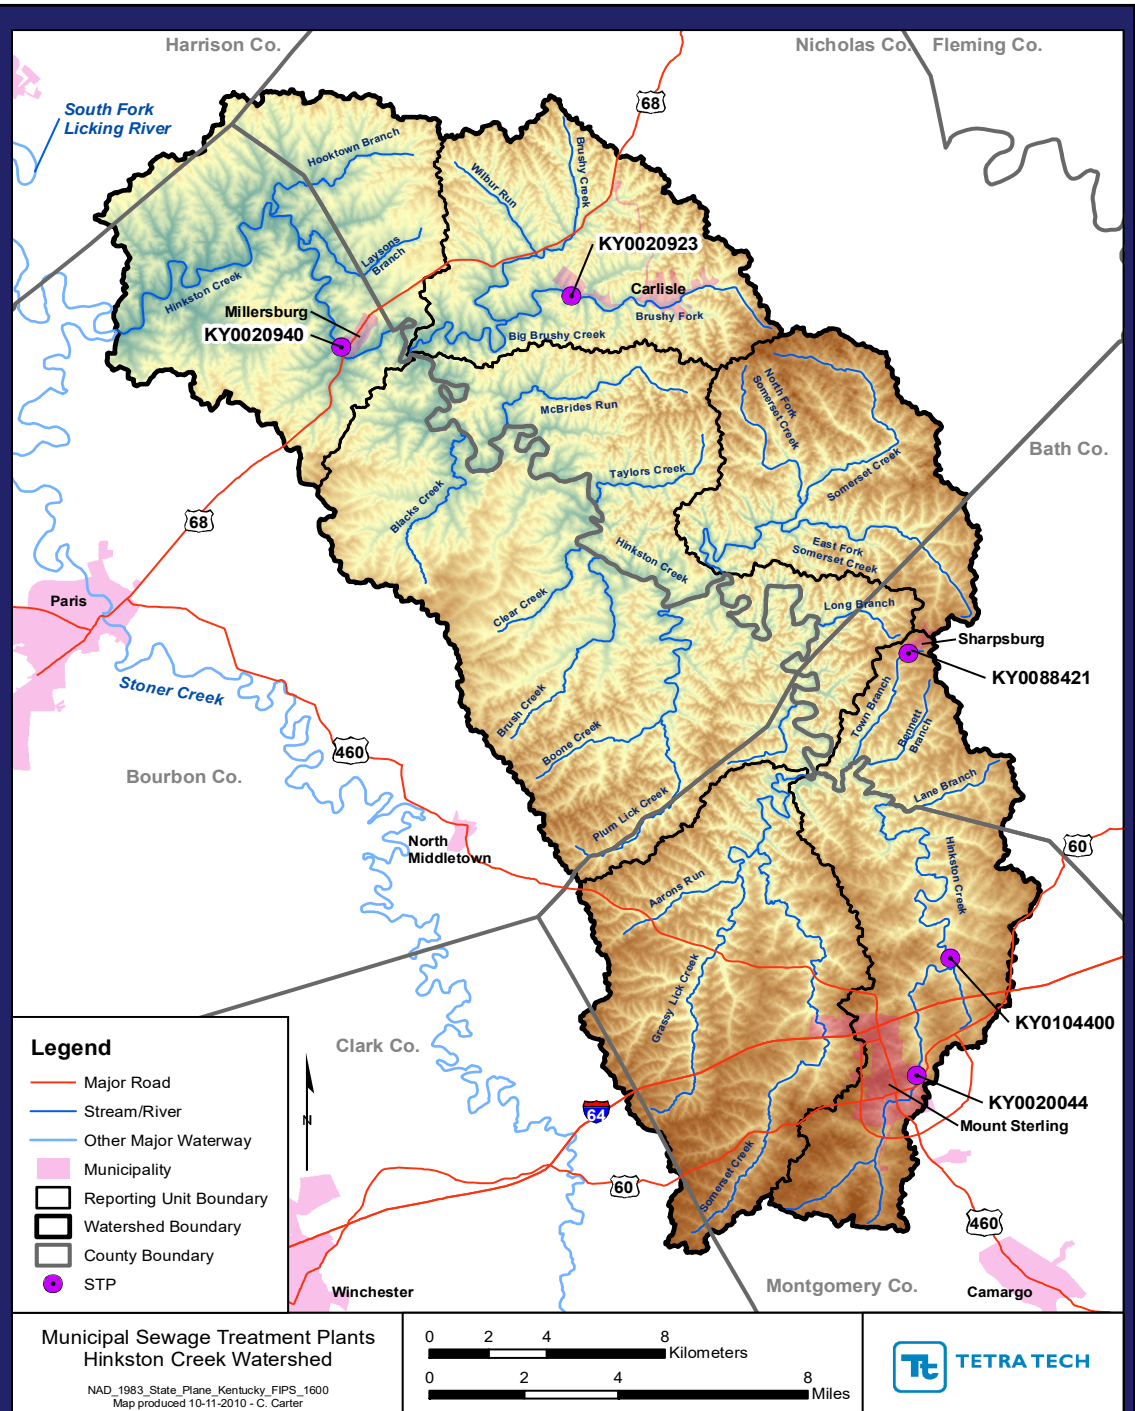 Harrison Co.
Nicholas Co.
Fleming Co.
South Fork
Licking River
68
Hooktown Branch
Wilbur Run
Brushy Creek
Laysons
Branch
KY0020923
Hinkston Creek
Carlisle
Millersburg
Brushy Fork
KY0020940
Big Brushy Creek
McBrides Run
North Fork
Somerset Creek
Bath Co.
Taylors Creek
Somerset Creek
Blacks Creek
68
East Fork
Somerset Creek
Hinkston Creek
Paris
Clear Creek
Long Branch
Sharpsburg
KY0088421
Stoner Creek
Town Branch
Bennett
Branch
Brush Creek
Boone Creek
460
Bourbon Co.
Lane Branch
Plum Lick Creek
North
Middletown
60
Hinkston Creek
Aarons Run
Grassy Lick Creek
KY0104400
Clark Co.
64
KY0020044
Mount Sterling
Somerset Creek
60
460
Montgomery Co.
Winchester
Camargo
Legend
Major Road
Stream/River
Other Major Waterway
Municipality
Reporting Unit Boundary
Watershed Boundary
County Boundary
STP
N
Municipal Sewage Treatment Plants
Hinkston Creek Watershed
NAD_1983_State_Plane_Kentucky_FIPS_1600
Map produced 10-11-2010 - C. Carter
0 2 4 8
Kilometers
0 2 4 8
Miles
Tt TETRA TECH